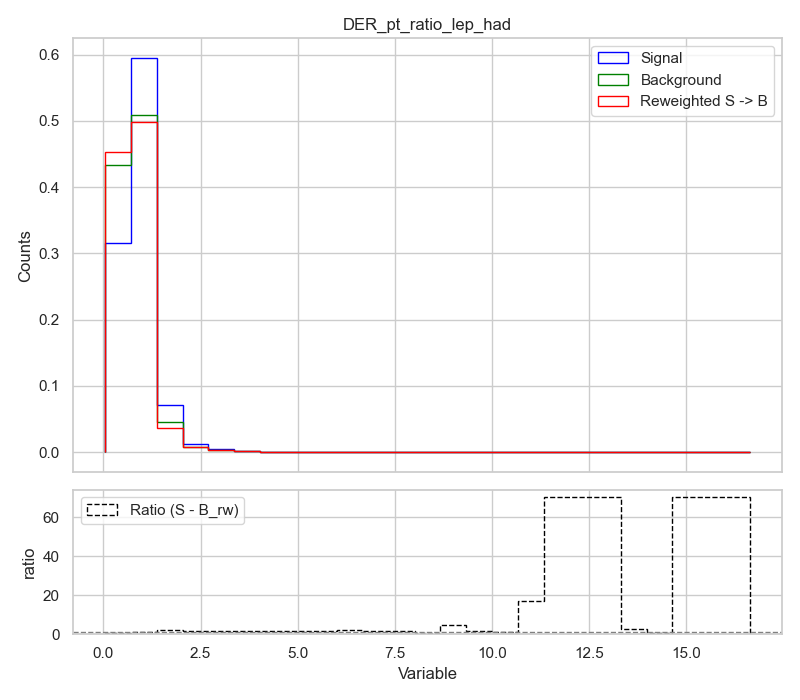 DER_pt_ratio_lep_had
Signal
Background
Reweighted S -> B
Counts
0.6
0.5
0.4
0.3
0.2
0.1
0.0
Ratio (S - B_rw)
ratio
60
40
20
0
0.0 2.5 5.0 7.5 10.0 12.5 15.0
Variable